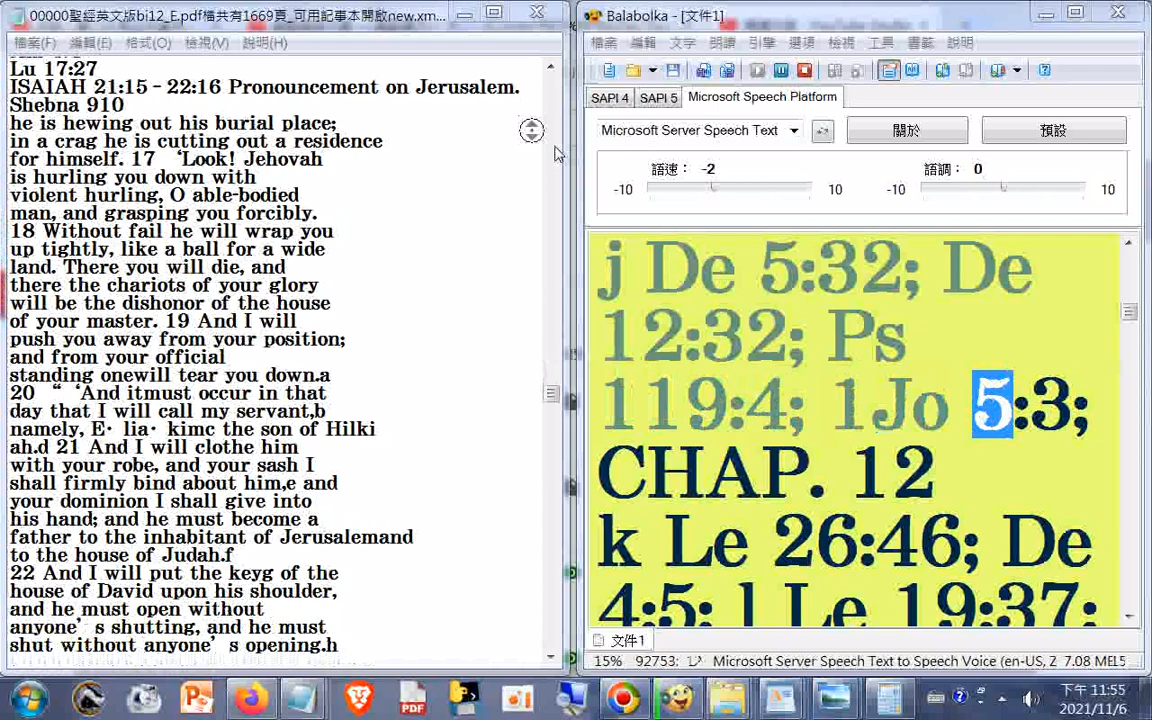 00000聖經英文版bi12_E.pdf檔共有1669頁_可用記事本開啟new.xm...
檔案(F) 編輯(E) 格式(O) 檢視(V) 說明(H)
Lu 17:27
ISAIAH 21:15 – 22:16 Pronouncement on Jerusalem.
Shebna 910
he is hewing out his burial place;
in a crag he is cutting out a residence
for himself. 17 ‘Look! Jehovah
is hurling you down with
violent hurling, O able-bodied
man, and grasping you forcibly.
18 Without fail he will wrap you
up tightly, like a ball for a wide
land. There you will die, and
there the chariots of your glory
will be the dishonor of the house
of your master. 19 And I will
push you away from your position;
and from your official
standing onewill tear you down.a
20 “ ‘And itmust occur in that
day that I will call my servant,b
namely, E· lia· kimc the son of Hilki
ah.d 21 And I will clothe him
with your robe, and your sash I
shall firmly bind about him,e and
your dominion I shall give into
his hand; and he must become a
father to the inhabitant of Jerusalemand
to the house of Judah.f
22 And I will put the keyg of the
house of David upon his shoulder,
and he must open without
anyone’s shutting, and he must
shut without anyone’s opening.h
Balabolka - [文件1]
檔案 編輯 文字 朗讀 引擎 選項 檢視 工具 書籤 說明
SAPI 4 SAPI 5 Microsoft Speech Platform
Microsoft Server Speech Text 關於 預設
語速: -2 語調: 0
-10 10 -10 10
j De 5:32; De
12:32; Ps
119:4; 1Jo 5:3;
CHAP. 12
k Le 26:46; De
4:5; l Le 19:37;
文件1
15% 92753: Microsoft Server Speech Text to Speech Voice (en-US, Z 7.08 ME
PDF
下午 11:55
2021/11/6